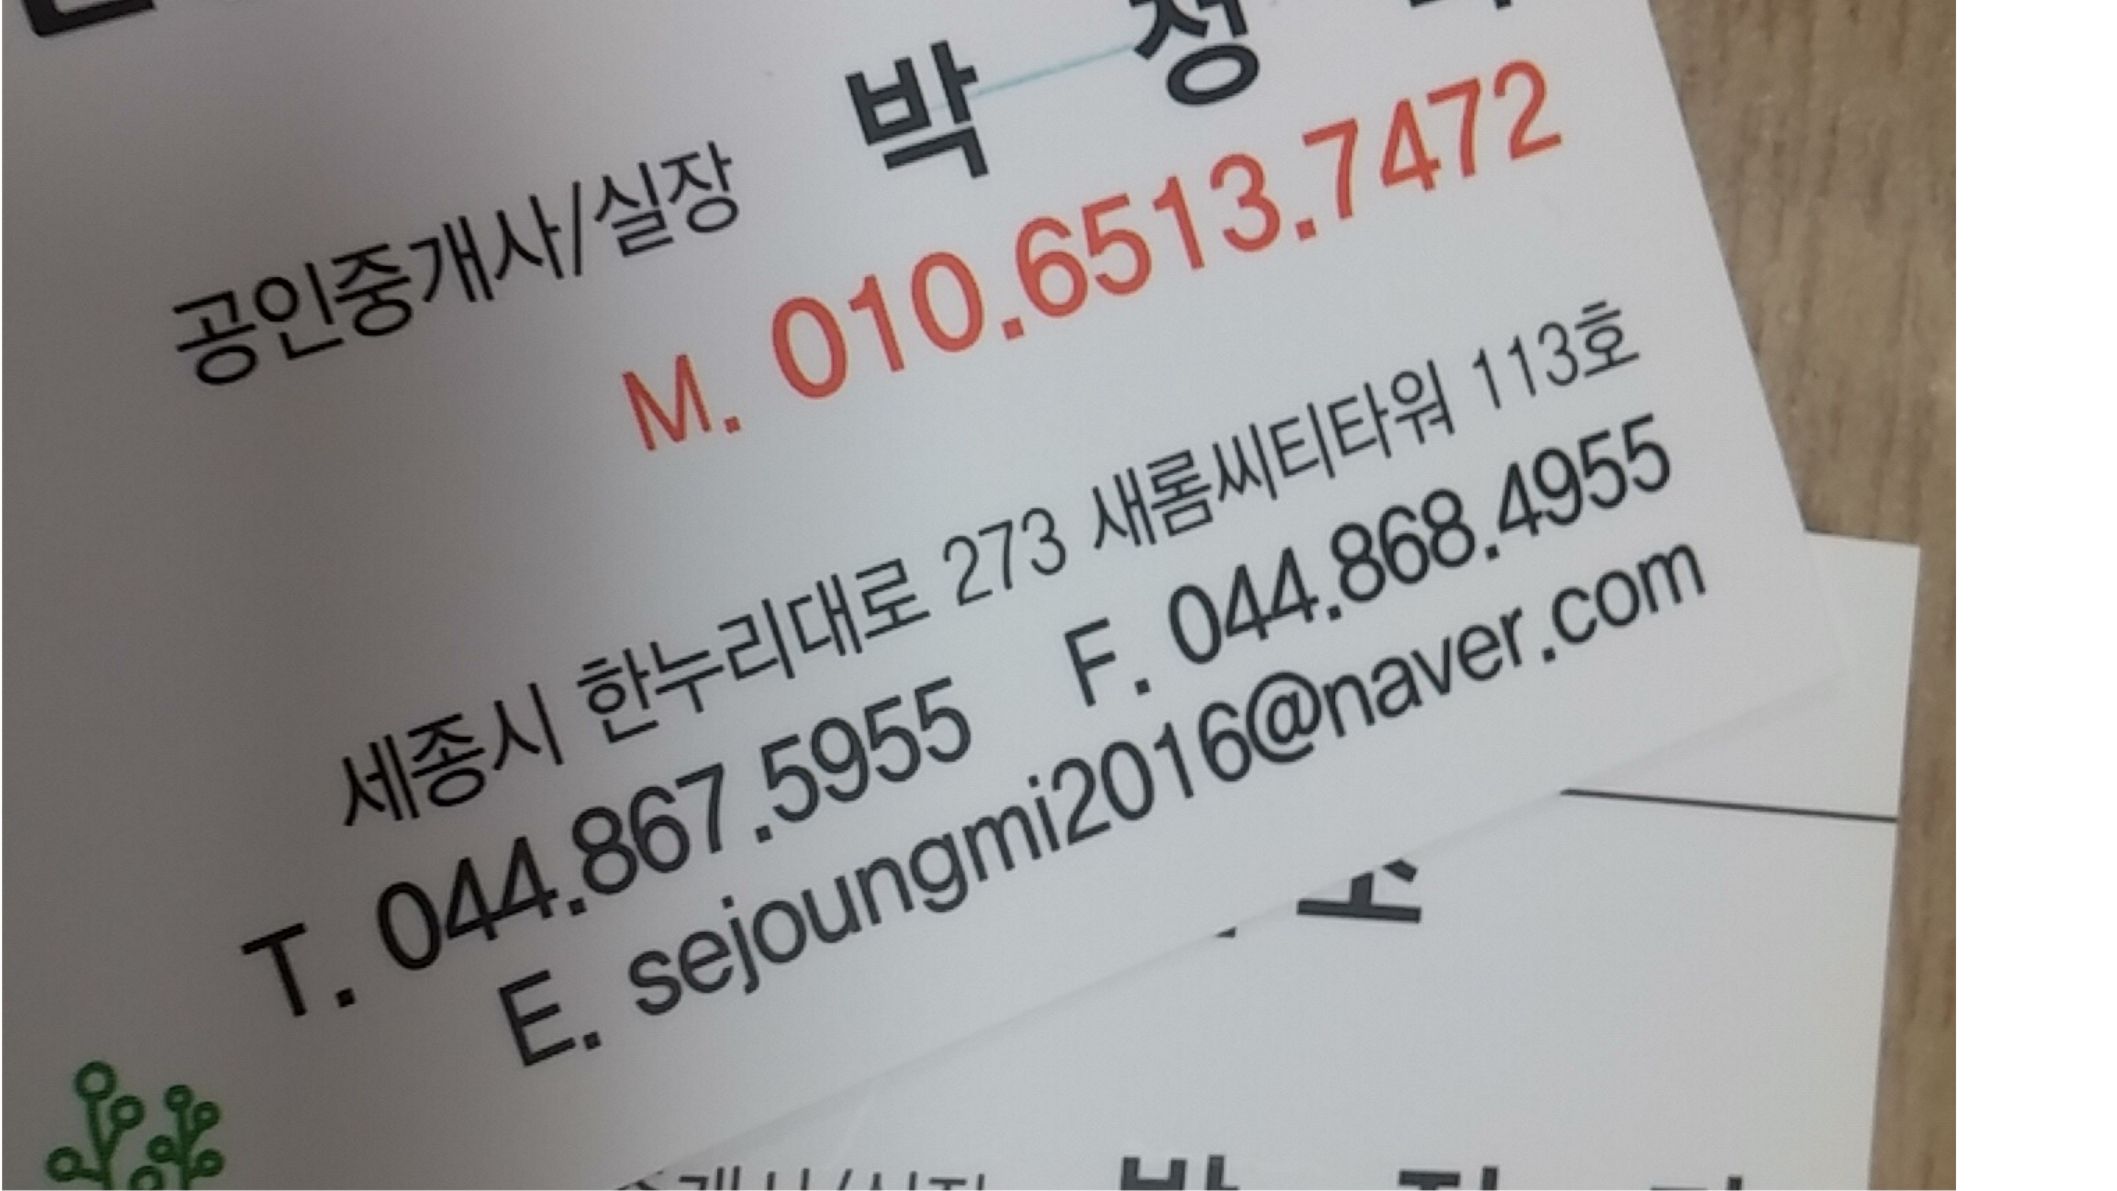 공인중개사/실장 박 정
M. 010.6513.7472
세종시 한누리대로 273 새롬씨티타워 113호
T. 044.867.5955 F. 044.868.4955
E. sejoungmi2016@naver.com